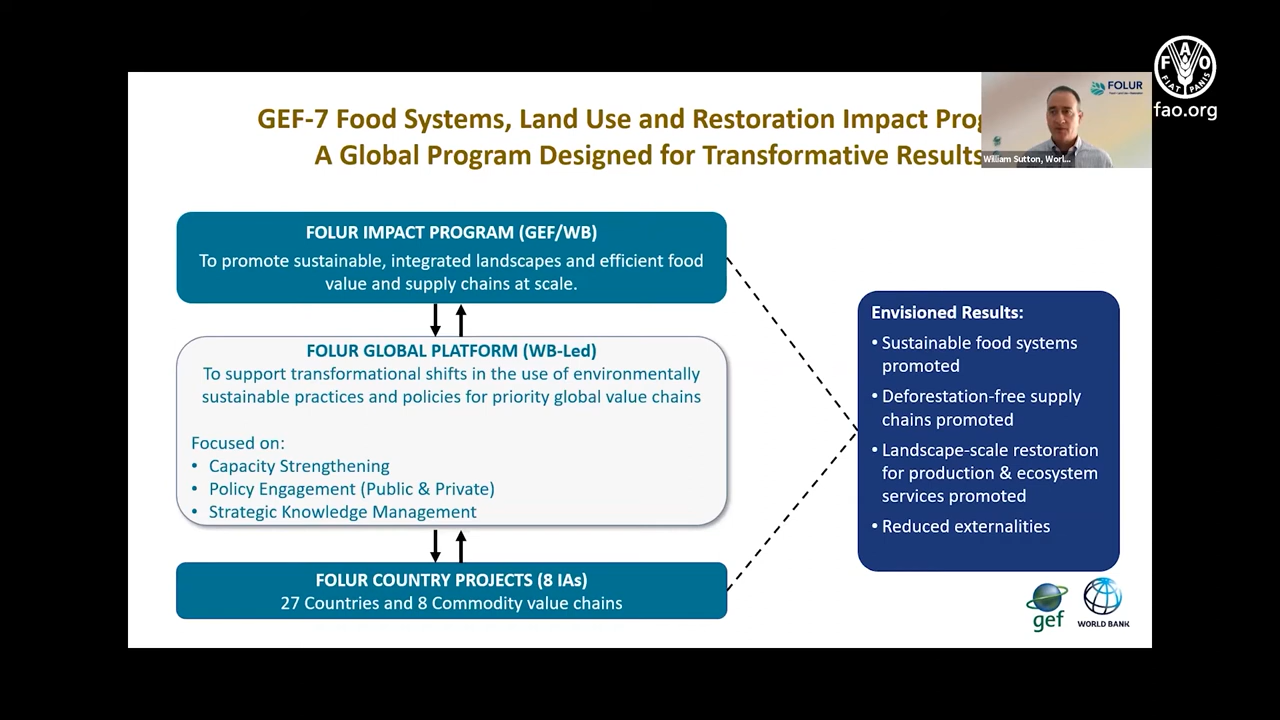 GEF-7 Food Systems, Land Use and Restoration Impact
A Global Program Designed for Transformative Results
FOLUR
William Sutton, Worl...
FAO
FIAT PANIS
fao.org
FOLUR IMPACT PROGRAM (GEF/WB)
To promote sustainable, integrated landscapes and efficient food
value and supply chains at scale.
FOLUR GLOBAL PLATFORM (WB-Led)
To support transformational shifts in the use of environmentally
sustainable practices and policies for priority global value chains
Focused on:
• Capacity Strengthening
• Policy Engagement (Public & Private)
• Strategic Knowledge Management
FOLUR COUNTRY PROJECTS (8 IAs)
27 Countries and 8 Commodity value chains
Envisioned Results:
• Sustainable food systems
promoted
• Deforestation-free supply
chains promoted
• Landscape-scale restoration
for production & ecosystem
services promoted
• Reduced externalities
gef
WORLD BANK